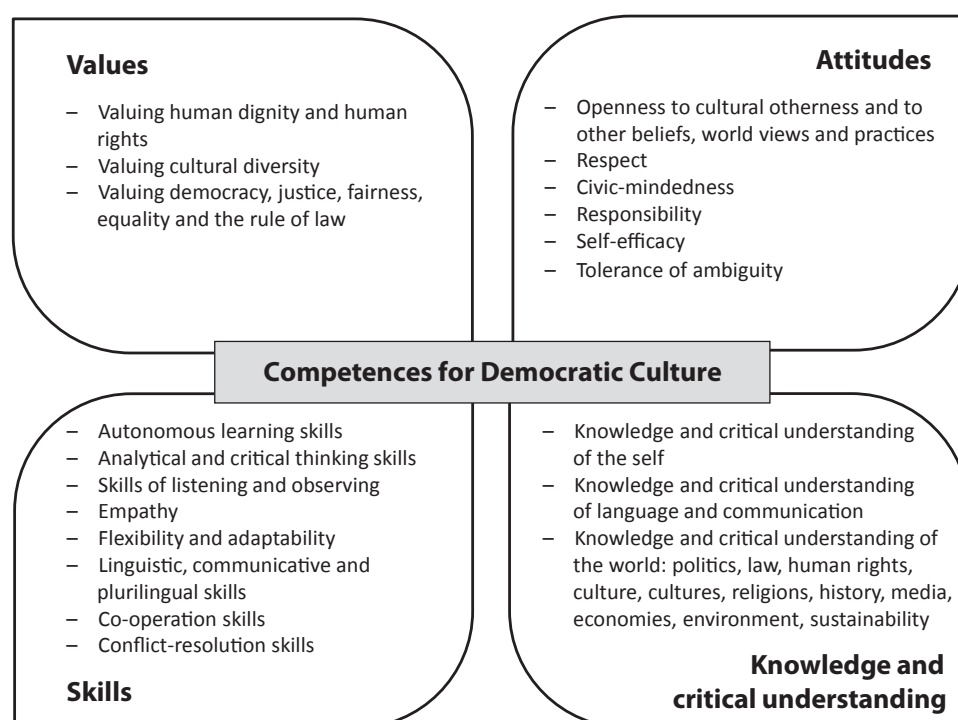 Values
– Valuing human dignity and human
rights
– Valuing cultural diversity
– Valuing democracy, justice, fairness,
equality and the rule of law
Attitudes
– Openness to cultural otherness and to
other beliefs, world views and practices
– Respect
– Civic-mindedness
– Responsibility
– Self-efficacy
– Tolerance of ambiguity
Competences for Democratic Culture
– Autonomous learning skills
– Analytical and critical thinking skills
– Skills of listening and observing
– Empathy
– Flexibility and adaptability
– Linguistic, communicative and
plurilingual skills
– Co-operation skills
– Conflict-resolution skills
Skills
– Knowledge and critical understanding
of the self
– Knowledge and critical understanding
of language and communication
– Knowledge and critical understanding of
the world: politics, law, human rights,
culture, cultures, religions, history, media,
economies, environment, sustainability
Knowledge and
critical understanding